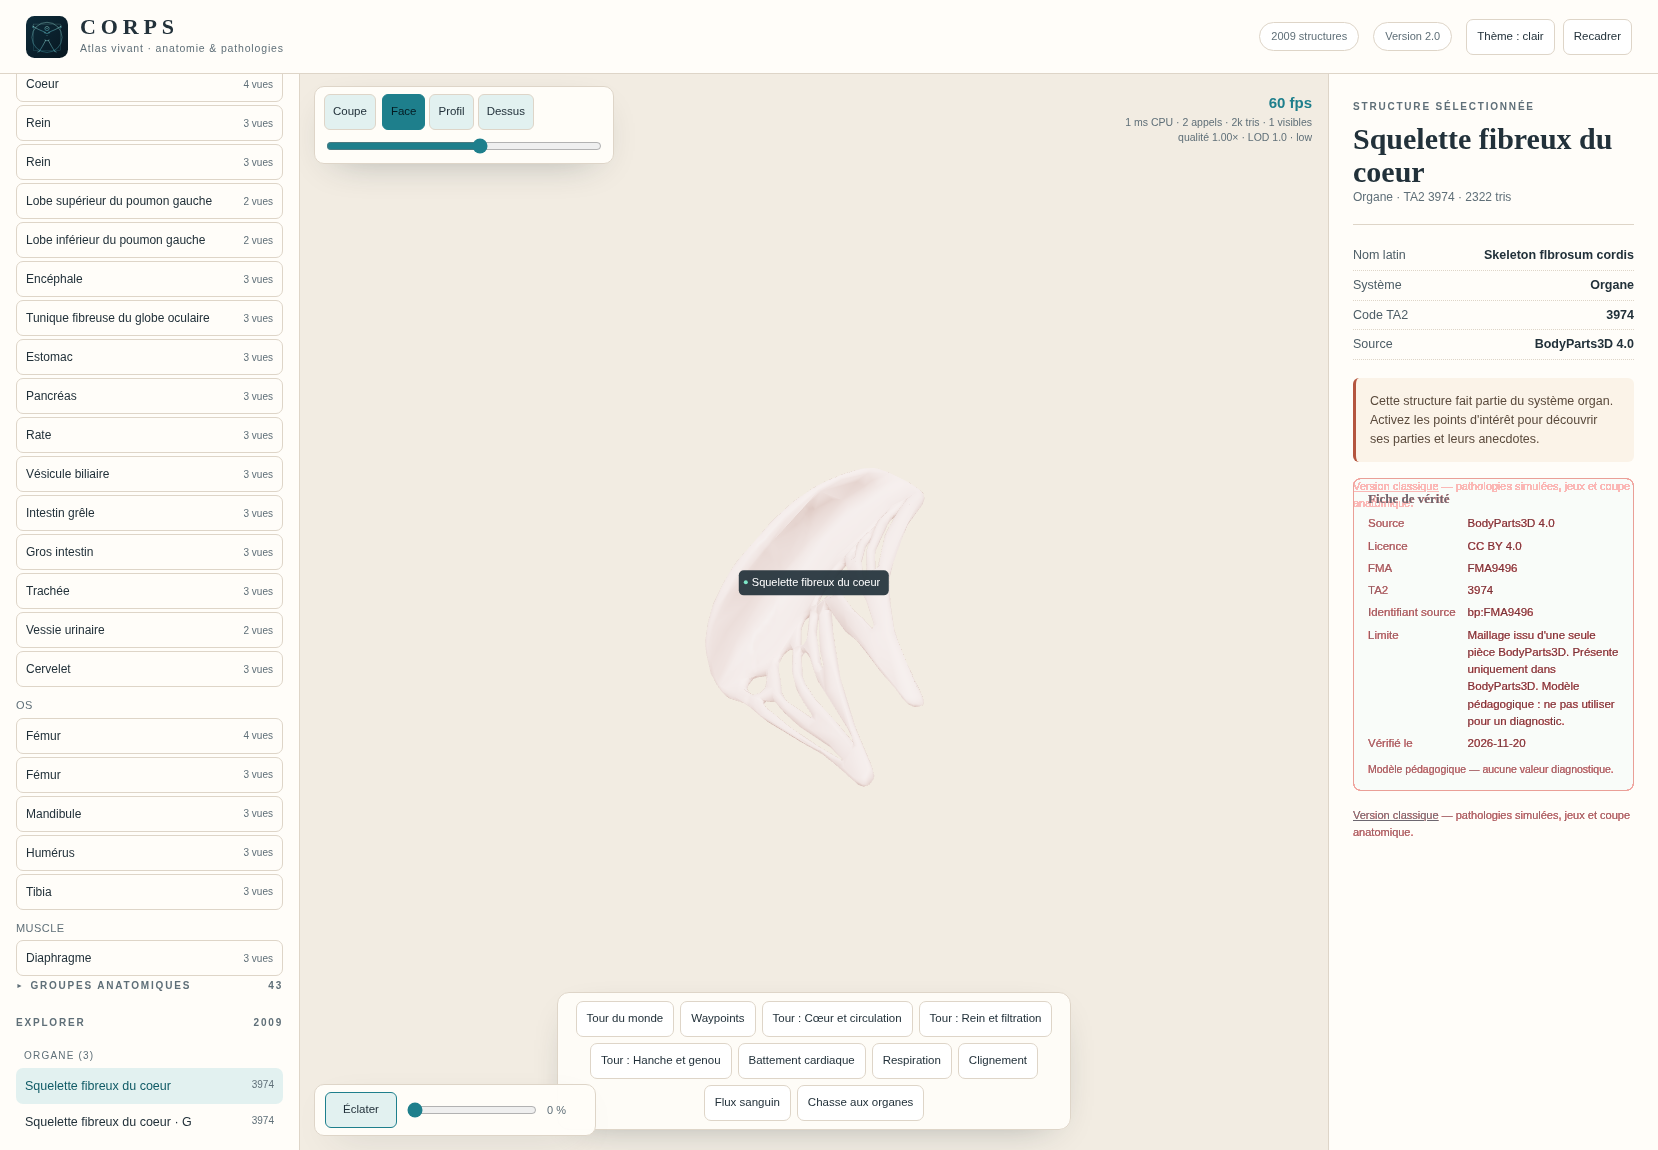 CORPS
Atlas vivant · anatomie & pathologies
2009 structures
Version 2.0
Thème : clair
Recadrer
Coeur 4 vues
Rein 3 vues
Rein 3 vues
Lobe supérieur du poumon gauche 2 vues
Lobe inférieur du poumon gauche 2 vues
Encéphale 3 vues
Tunique fibreuse du globe oculaire 3 vues
Estomac 3 vues
Pancréas 3 vues
Rate 3 vues
Vésicule biliaire 3 vues
Intestin grêle 3 vues
Gros intestin 3 vues
Trachée 3 vues
Vessie urinaire 2 vues
Cervelet 3 vues
OS
Fémur 4 vues
Fémur 3 vues
Mandibule 3 vues
Humérus 3 vues
Tibia 3 vues
MUSCLE
Diaphragme 3 vues
▸ GROUPES ANATOMIQUES 43
EXPLORER 2009
ORGANE (3)
Squelette fibreux du coeur 3974
Squelette fibreux du coeur · G 3974
Coupe Face Profil Dessus
60 fps
1 ms CPU · 2 appels · 2k tris · 1 visibles
qualité 1.00× · LOD 1.0 · low
Squelette fibreux du coeur
Tour du monde Waypoints Tour : Cœur et circulation Tour : Rein et filtration
Tour : Hanche et genou Battement cardiaque Respiration Clignement
Flux sanguin Chasse aux organes
Éclater 0 %
STRUCTURE SÉLECTIONNÉE
Squelette fibreux du
coeur
Organe · TA2 3974 · 2322 tris
Nom latin Skeleton fIbrosum cordis
Système Organe
Code TA2 3974
Source BodyParts3D 4.0
Cette structure fait partie du système organ.
Activez les points d'intérêt pour découvrir
ses parties et leurs anecdotes.
Version classique — pathologies simulées, jeux et coupe
anatomique.
Fiche de vérité
Source BodyParts3D 4.0
Licence CC BY 4.0
FMA FMA9496
TA2 3974
Identifiant source bp:FMA9496
Limite Maillage issu d'une seule
pièce BodyParts3D. Présente
uniquement dans
BodyParts3D. Modèle
pédagogique : ne pas utiliser
pour un diagnostic.
Vérifié le 2026-11-20
Modèle pédagogique — aucune valeur diagnostique.
Version classique — pathologies simulées, jeux et coupe
anatomique.